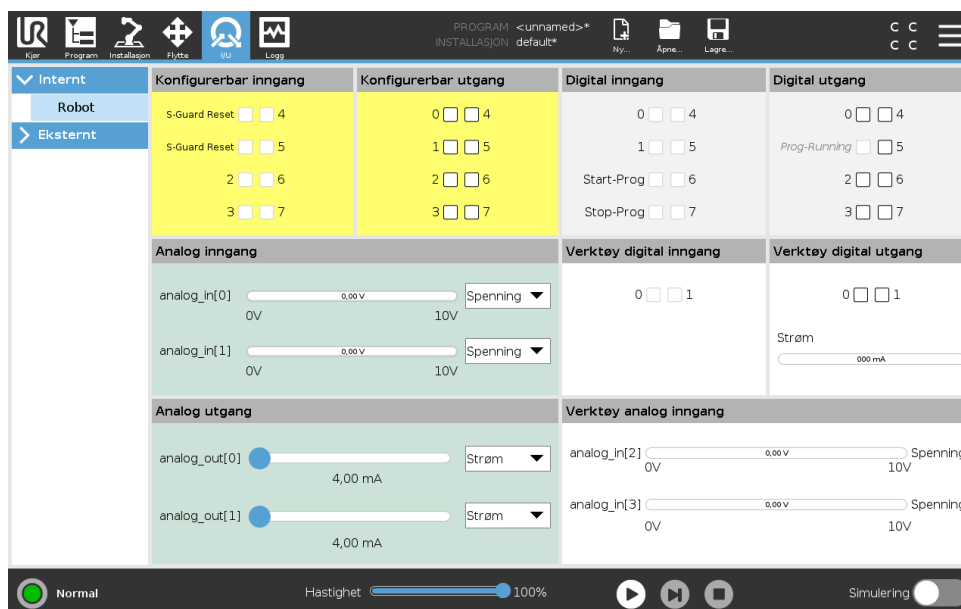 PROGRAM <unnamed>*
INSTALLASJON default*
C C
C C
Kjør Program Installasjon Flytte I/U Logg Ny... Åpne... Lagre...
Internt
Robot
Eksternt
Konfigurerbar inngang
S-Guard Reset 4
S-Guard Reset 5
2 6
3 7
Konfigurerbar utgang
0 4
1 5
2 6
3 7
Digital inngang
0 4
1 5
Start-Prog 6
Stop-Prog 7
Digital utgang
0 4
Prog-Running 5
2 6
3 7
Analog inngang
analog_in[0] 0,00 V Spenning
0V 10V
analog_in[1] 0,00 V Spenning
0V 10V
Verktøy digital inngang
0 1
Verktøy digital utgang
0 1
Strøm
000 mA
Analog utgang
analog_out[0] Strøm
4,00 mA
analog_out[1] Strøm
4,00 mA
Verktøy analog inngang
analog_in[2] 0,00 V Spenning
0V 10V
analog_in[3] 0,00 V Spenning
0V 10V
Normal Hastighet 100% Simulering